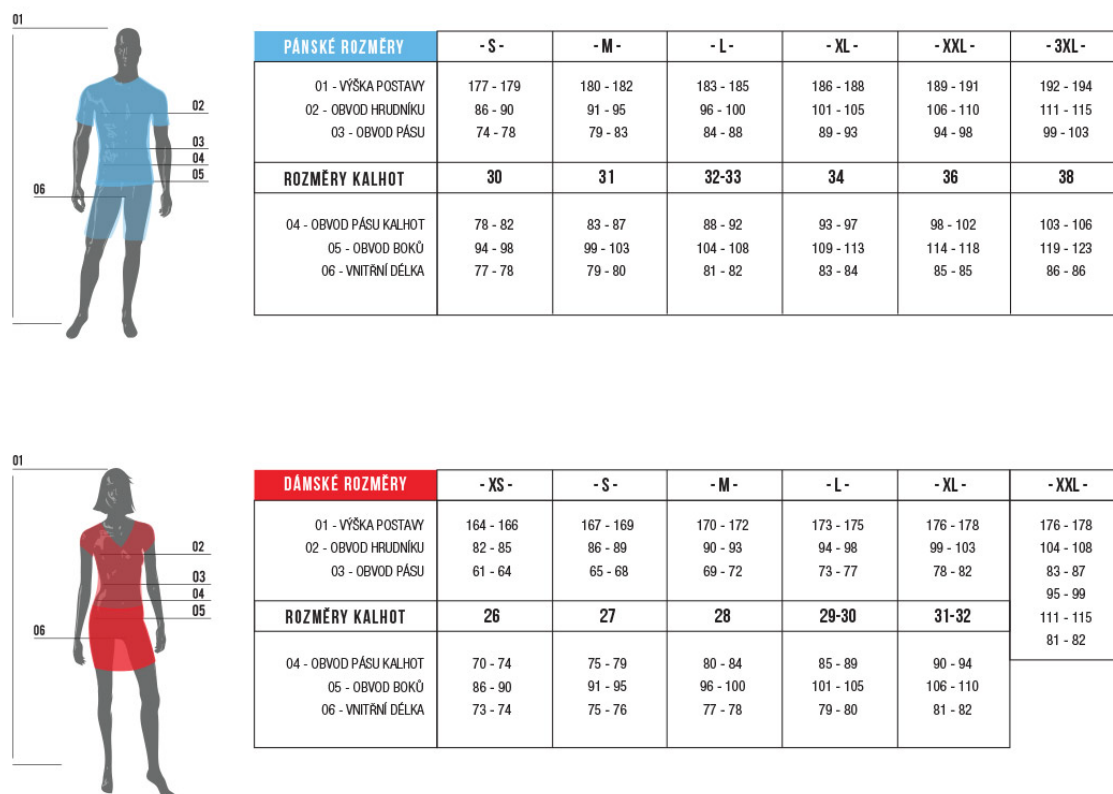 01
02
03
04
05
06
PÁNSKÉ ROZMĚRY - S - - M - - L - - XL - - XXL - - 3XL -
01 - VÝŠKA POSTAVY 177 - 179 180 - 182 183 - 185 186 - 188 189 - 191 192 - 194
02 - OBVOD HRUDNÍKU 86 - 90 91 - 95 96 - 100 101 - 105 106 - 110 111 - 115
03 - OBVOD PÁSU 74 - 78 79 - 83 84 - 88 89 - 93 94 - 98 99 - 103
ROZMĚRY KALHOT 30 31 32-33 34 36 38
04 - OBVOD PÁSU KALHOT 78 - 82 83 - 87 88 - 92 93 - 97 98 - 102 103 - 106
05 - OBVOD BOKŮ 94 - 98 99 - 103 104 - 108 109 - 113 114 - 118 119 - 123
06 - VNITŘNÍ DÉLKA 77 - 78 79 - 80 81 - 82 83 - 84 85 - 85 86 - 86
01
02
03
04
05
06
DÁMSKÉ ROZMĚRY - XS - - S - - M - - L - - XL - - XXL -
01 - VÝŠKA POSTAVY 164 - 166 167 - 169 170 - 172 173 - 175 176 - 178 176 - 178
02 - OBVOD HRUDNÍKU 82 - 85 86 - 89 90 - 93 94 - 98 99 - 103 104 - 108
03 - OBVOD PÁSU 61 - 64 65 - 68 69 - 72 73 - 77 78 - 82 83 - 87
95 - 99
ROZMĚRY KALHOT 26 27 28 29-30 31-32 111 - 115
81 - 82
04 - OBVOD PÁSU KALHOT 70 - 74 75 - 79 80 - 84 85 - 89 90 - 94
05 - OBVOD BOKŮ 86 - 90 91 - 95 96 - 100 101 - 105 106 - 110
06 - VNITŘNÍ DÉLKA 73 - 74 75 - 76 77 - 78 79 - 80 81 - 82